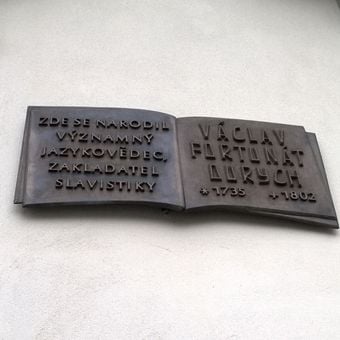 ZDE SE NARODIL
VÝZNAMNÝ
JAZYKOVĚDEC,
ZAKLADATEL
SLAVISTIKY
VÁCLAV
FORTUNÁT
DURYCH
* 1735 + 1802